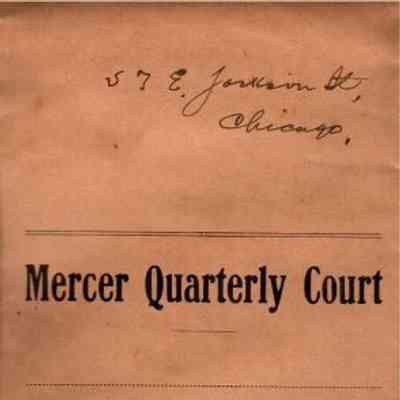 57 E. Jackson St,
Chicago,
Mercer Quarterly Court